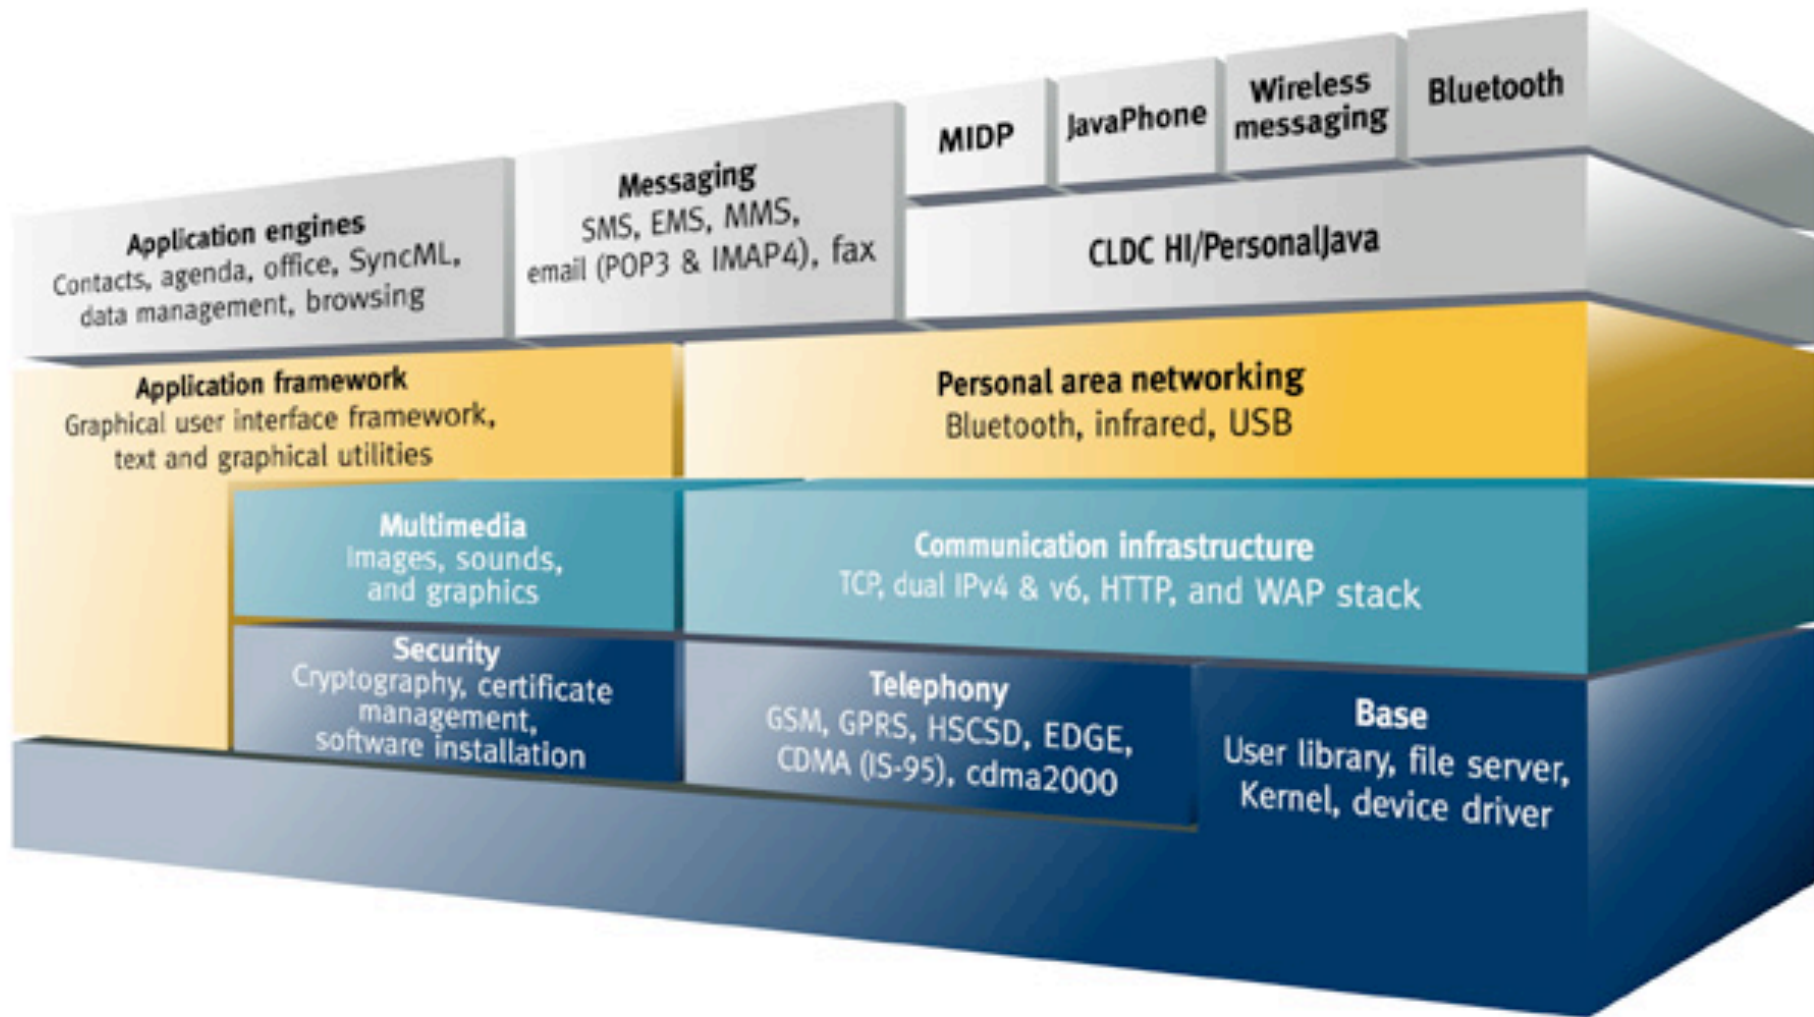 Application engines
Contacts, agenda, office, SyncML,
data management, browsing
Messaging
SMS, EMS, MMS,
email (POP3 & IMAP4), fax
MIDP
JavaPhone
Wireless
messaging
Bluetooth
CLDC HI/PersonalJava
Application framework
Graphical user interface framework,
text and graphical utilities
Personal area networking
Bluetooth, infrared, USB
Multimedia
Images, sounds,
and graphics
Communication infrastructure
TCP, dual IPv4 & v6, HTTP, and WAP stack
Security
Cryptography, certificate
management,
software installation
Telephony
GSM, GPRS, HSCSD, EDGE,
CDMA (IS-95), cdma2000
Base
User library, file server,
Kernel, device driver